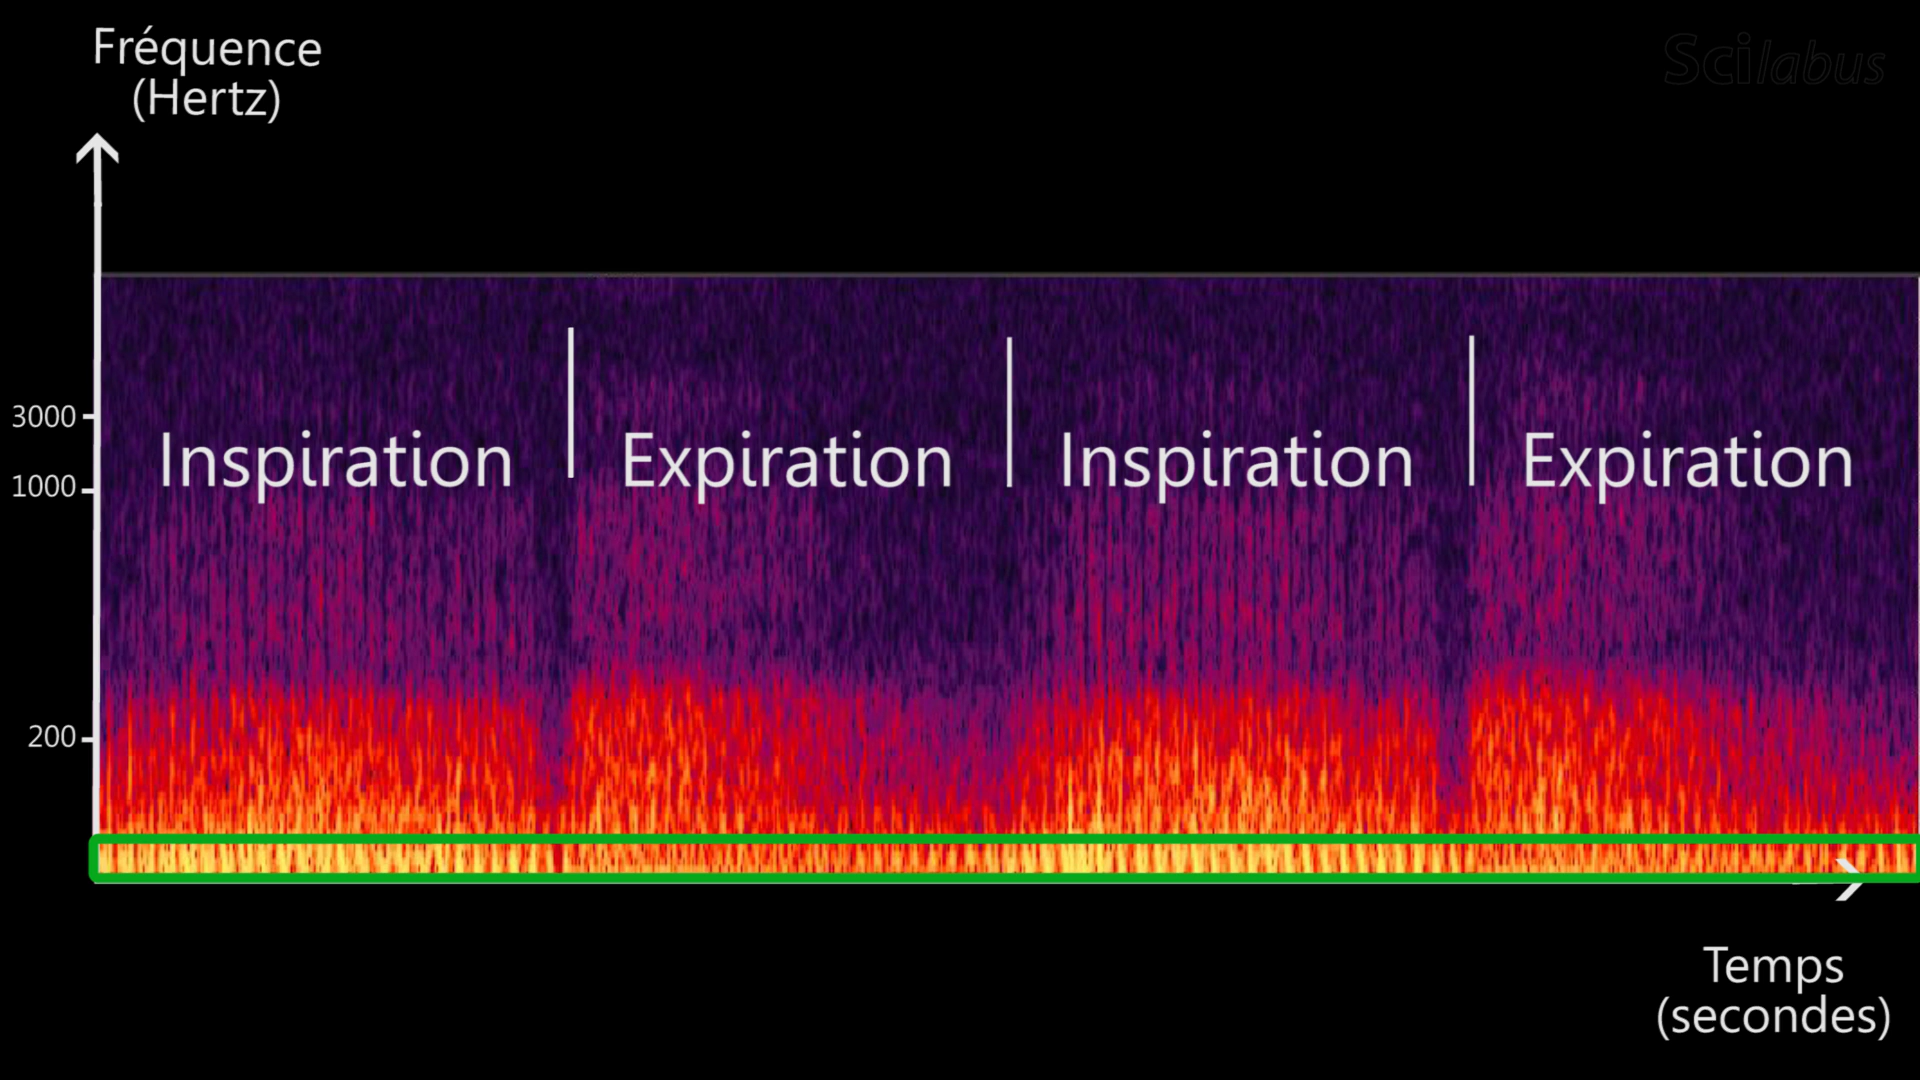 Fréquence
(Hertz)
Scilabus
3000
1000
200
Inspiration
Expiration
Inspiration
Expiration
Temps
(secondes)